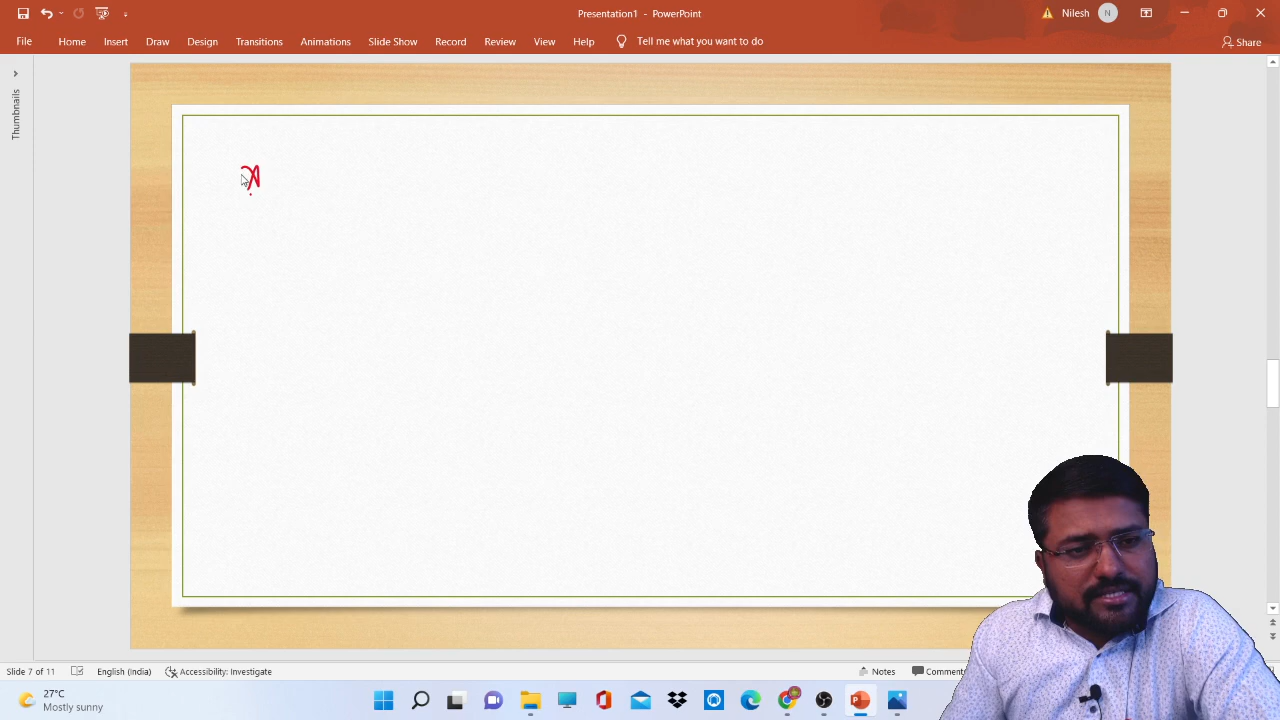 Presentation1 - PowerPoint
Nilesh
N
File Home Insert Draw Design Transitions Animations Slide Show Record Review View Help Tell me what you want to do
Share
Thumbnails
Slide 7 of 11 English (India) Accessibility: Investigate Notes
27°C
Mostly sunny